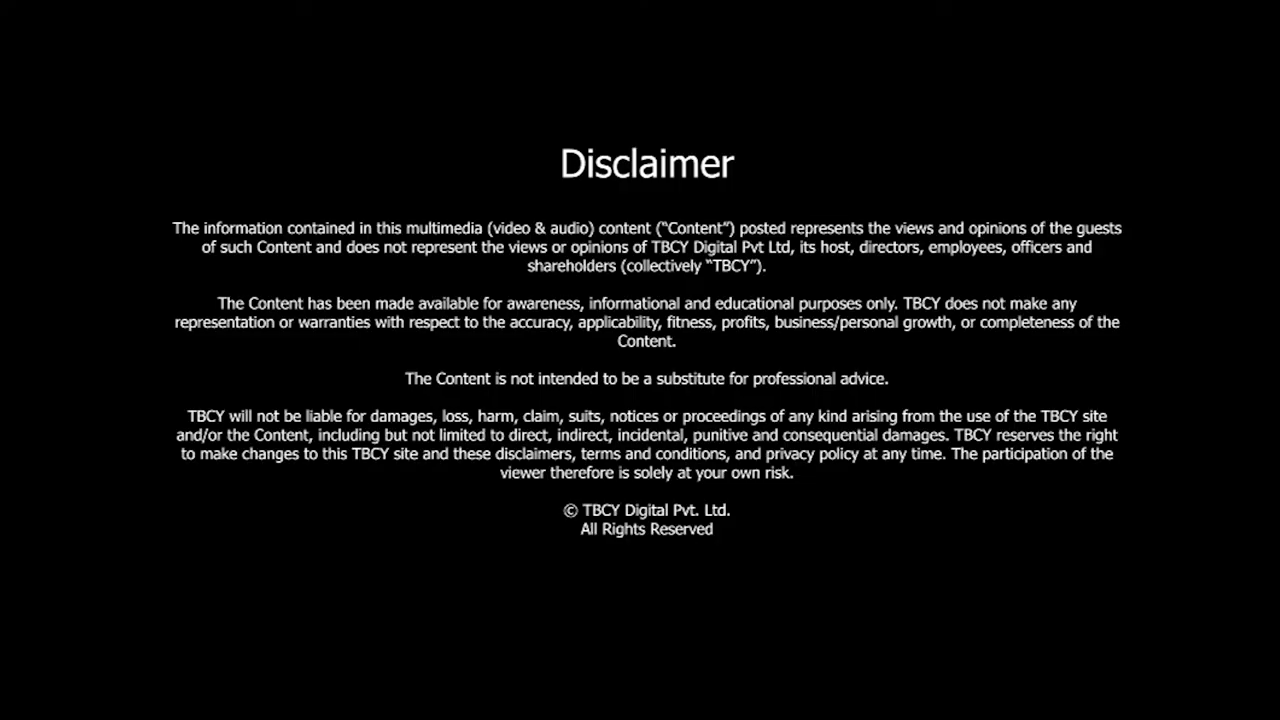 Disclaimer
The information contained in this multimedia (video & audio) content (“Content”) posted represents the views and opinions of the guests
of such Content and does not represent the views or opinions of TBCY Digital Pvt Ltd, its host, directors, employees, officers and
shareholders (collectively “TBCY”).
The Content has been made available for awareness, informational and educational purposes only. TBCY does not make any
representation or warranties with respect to the accuracy, applicability, fitness, profits, business/personal growth, or completeness of the
Content.
The Content is not intended to be a substitute for professional advice.
TBCY will not be liable for damages, loss, harm, claim, suits, notices or proceedings of any kind arising from the use of the TBCY site
and/or the Content, including but not limited to direct, indirect, incidental, punitive and consequential damages. TBCY reserves the right
to make changes to this TBCY site and these disclaimers, terms and conditions, and privacy policy at any time. The participation of the
viewer therefore is solely at your own risk.
© TBCY Digital Pvt. Ltd.
All Rights Reserved